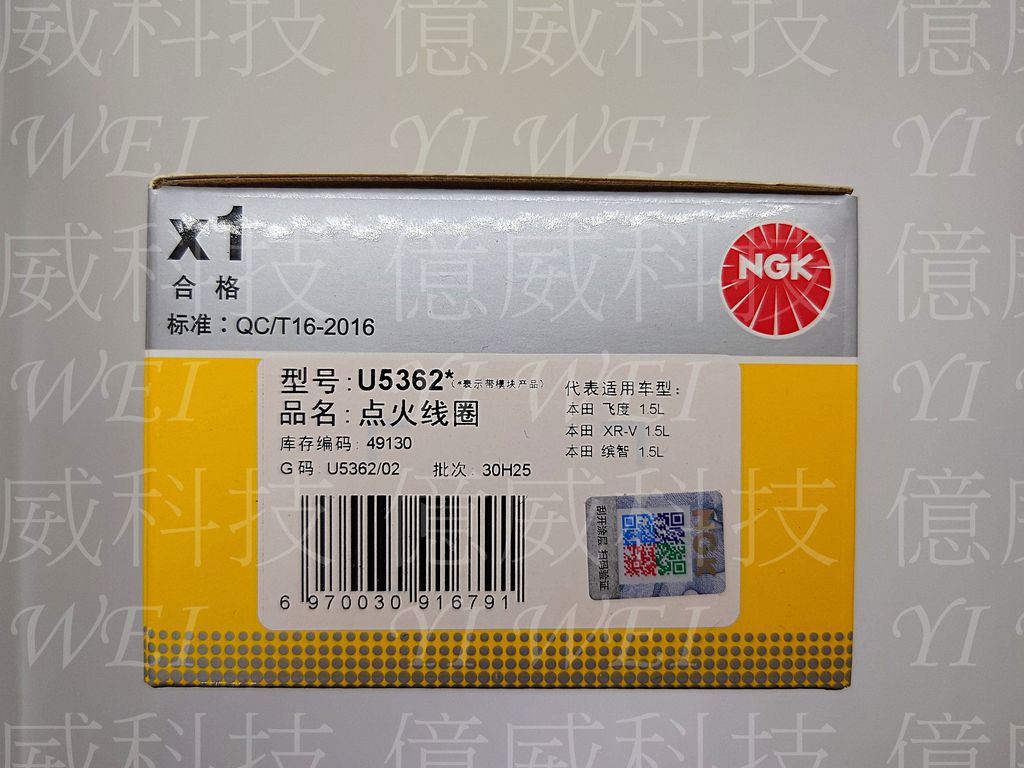 億威科技
YI WEI
x1
合 格
标准：QC/T16-2016
NGK
型号: U5362*(*表示带模块产品)
品名: 点火线圈
库存编码: 49130
G码: U5362/02 批次: 30H25
代表适用车型:
本田 飞度 1.5L
本田 XR-V 1.5L
本田 缤智 1.5L
刮开涂层 扫码验证
NGK
6 970030 916791